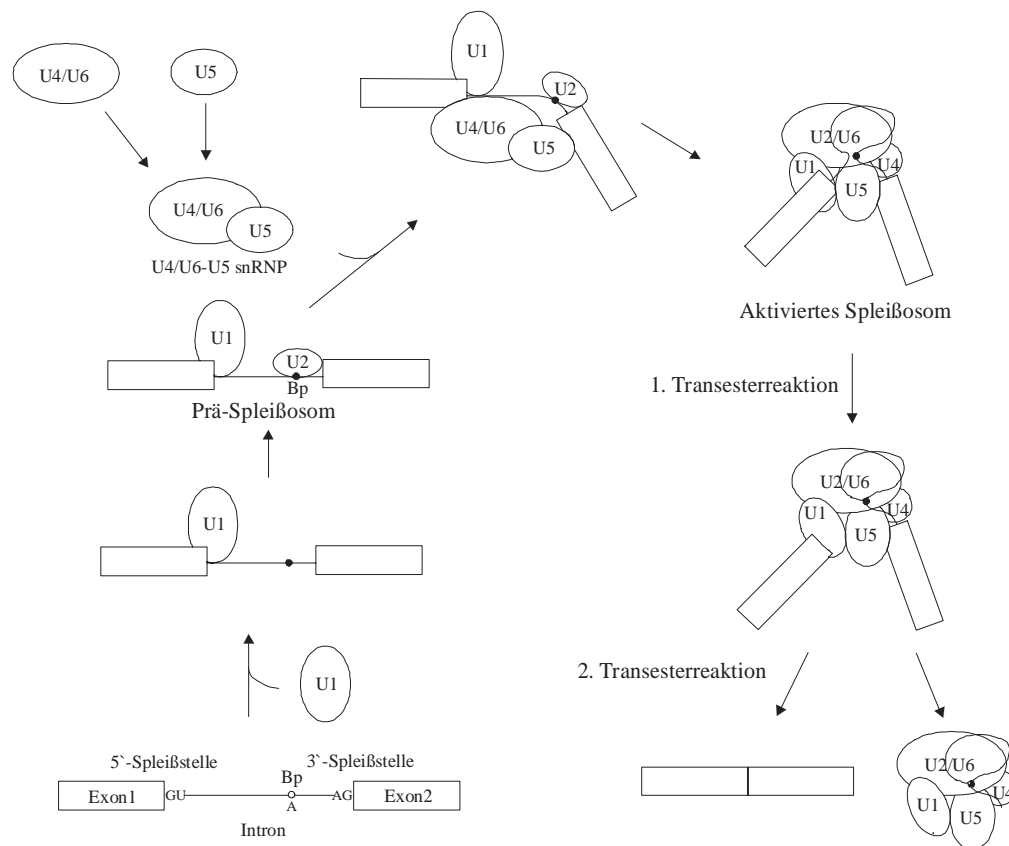 U4/U6
U5
U4/U6
U5
U4/U6-U5 snRNP
U1
U2
Bp
Prä-Spleißosom
U1
U1
5`-Spleißstelle
3`-Spleißstelle
Exon1
GU
Bp
A
AG
Exon2
Intron
U1
U2
U4/U6
U5
U2/U6
U1
U4
U5
Aktiviertes Spleißosom
1. Transesterreaktion
U2/U6
U1
U4
U5
2. Transesterreaktion
U2/U6
U1
U4
U5